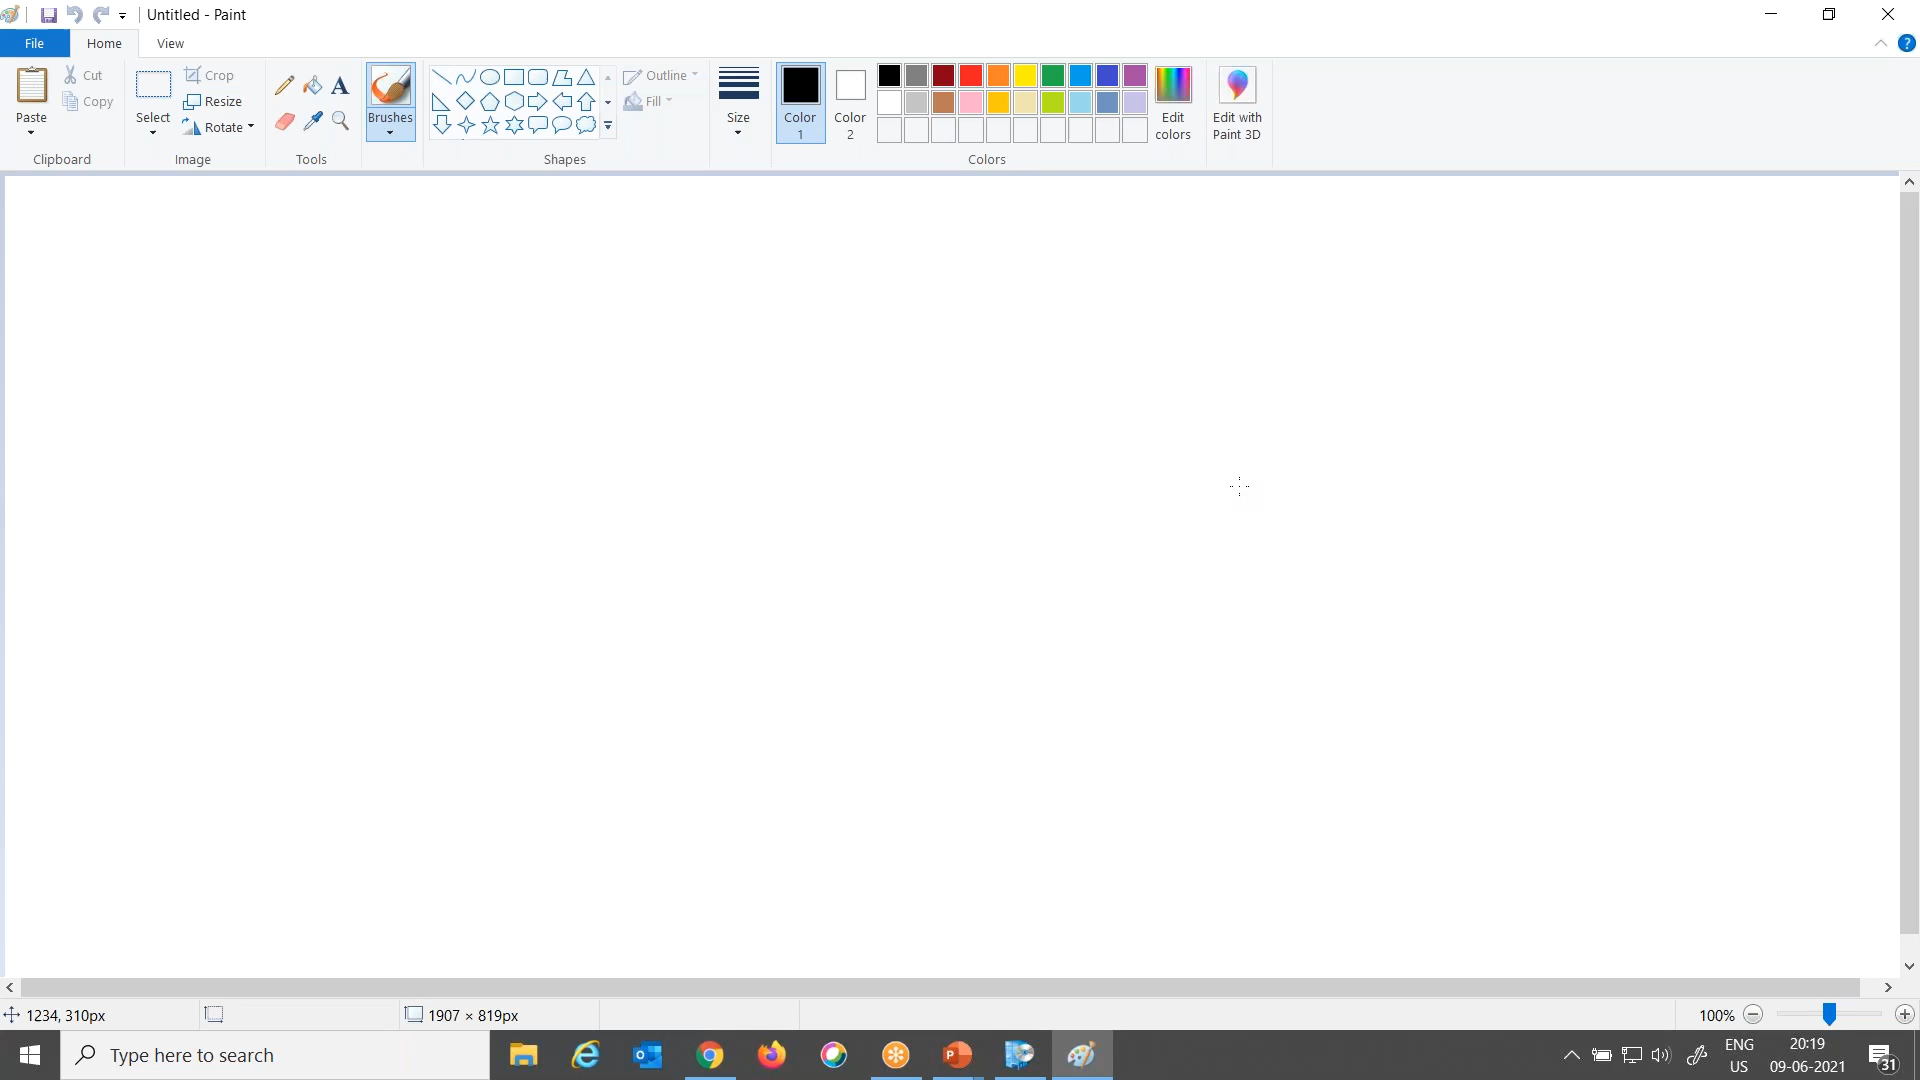 Untitled - Paint
File Home View
Paste Cut Copy
Clipboard
Select Crop Resize Rotate
Image
A
Tools
Brushes
Shapes
Outline
Fill
Size
Color 1
Color 2
Colors
Edit colors
Edit with Paint 3D
?
1234, 310px
1907 × 819px
100%
Type here to search
ENG
US
20:19
09-06-2021
31